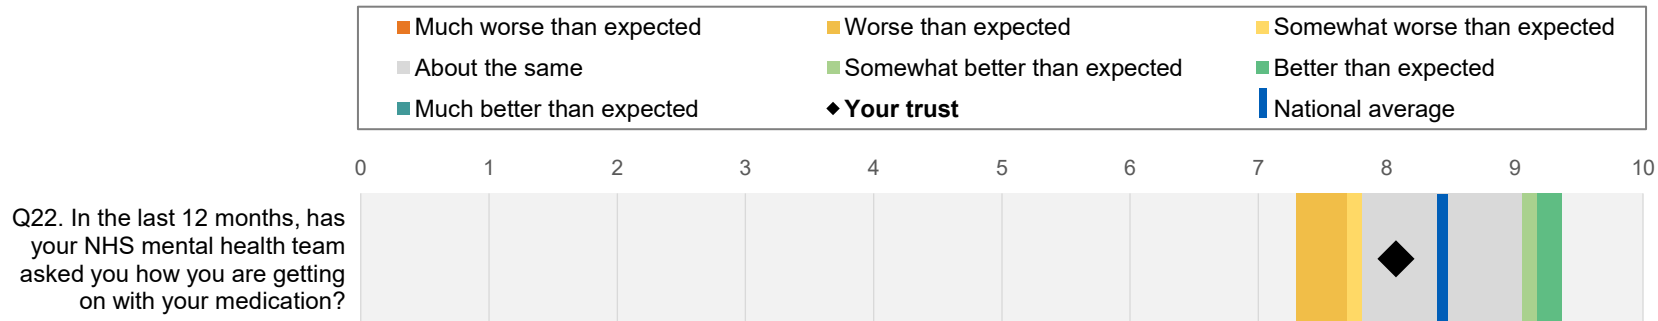 Much worse than expected
Worse than expected
Somewhat worse than expected
About the same
Somewhat better than expected
Better than expected
Much better than expected
Your trust
National average
0 1 2 3 4 5 6 7 8 9 10
Q22. In the last 12 months, has
your NHS mental health team
asked you how you are getting
on with your medication?